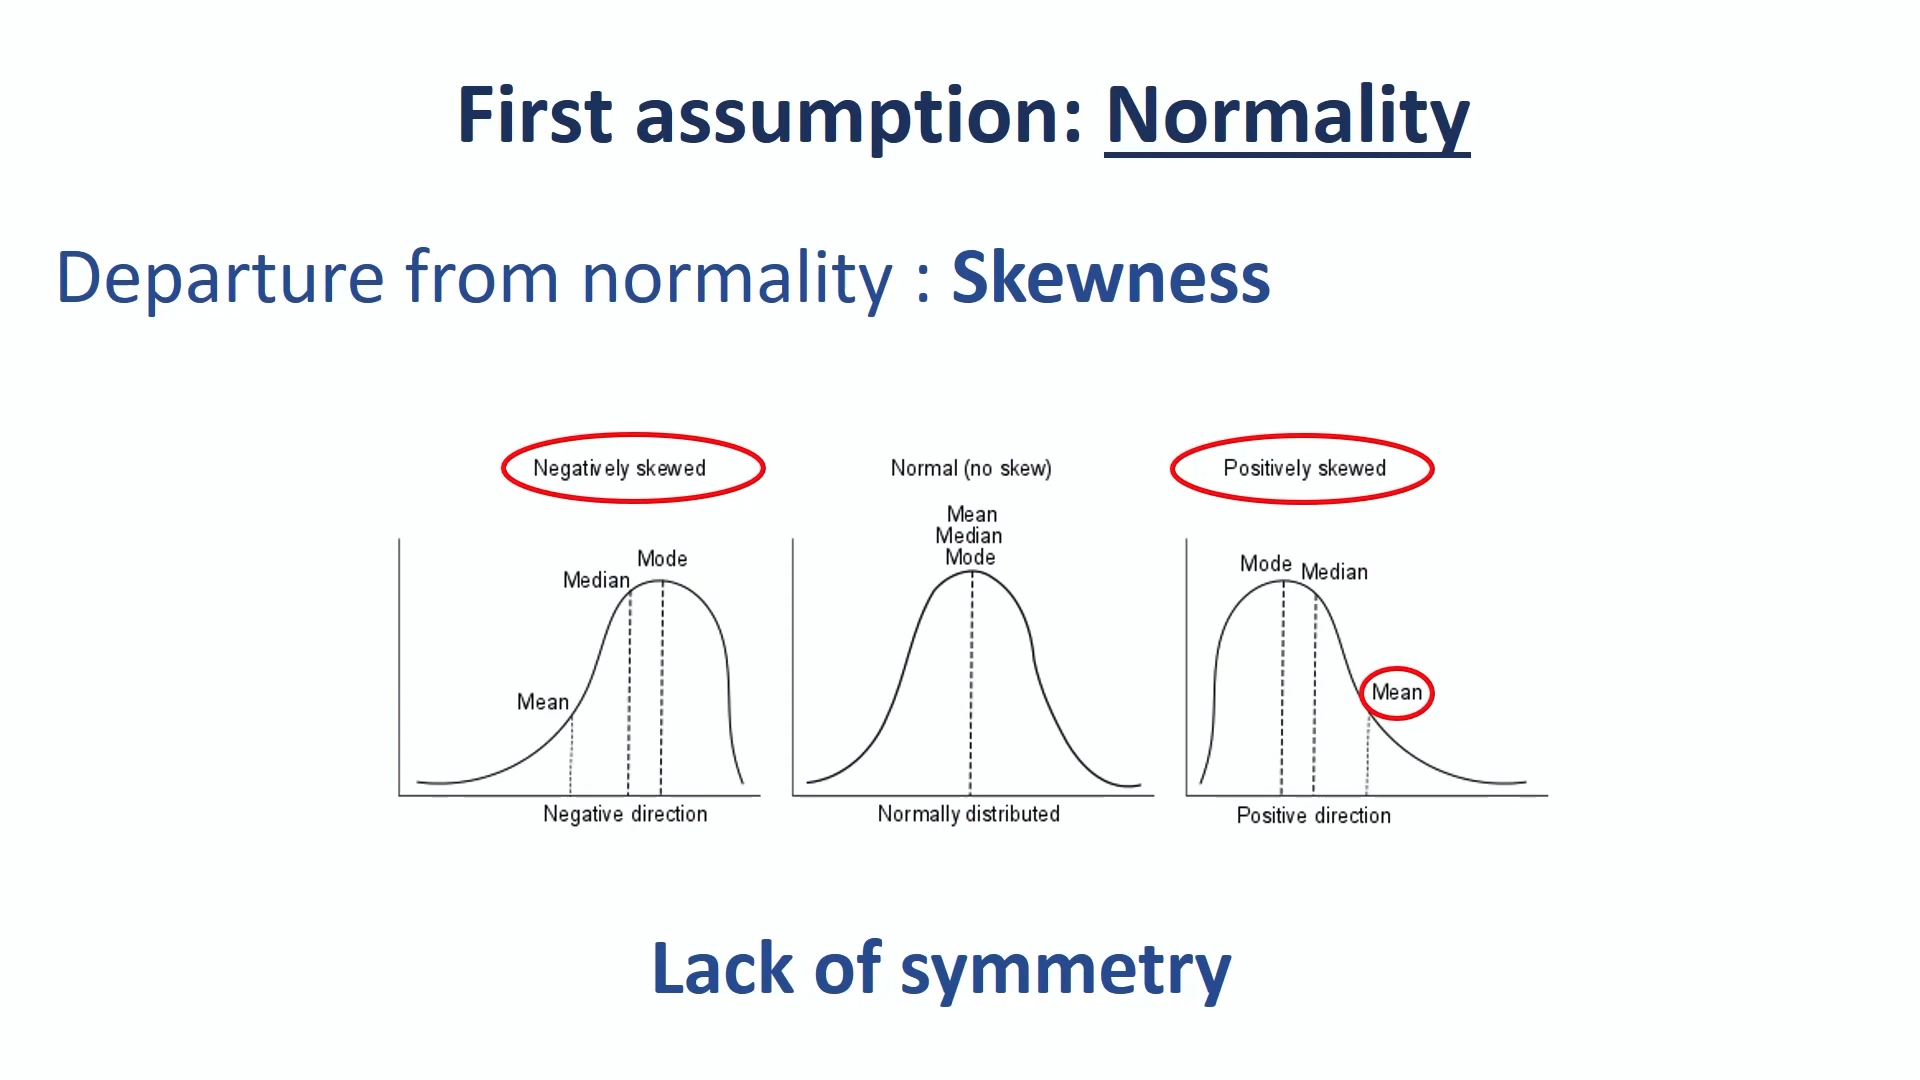 First assumption: Normality
Departure from normality : Skewness
Negatively skewed
Median
Mode
Mean
Negative direction
Normal (no skew)
Mean
Median
Mode
Normally distributed
Positively skewed
Mode
Median
Mean
Positive direction
Lack of symmetry